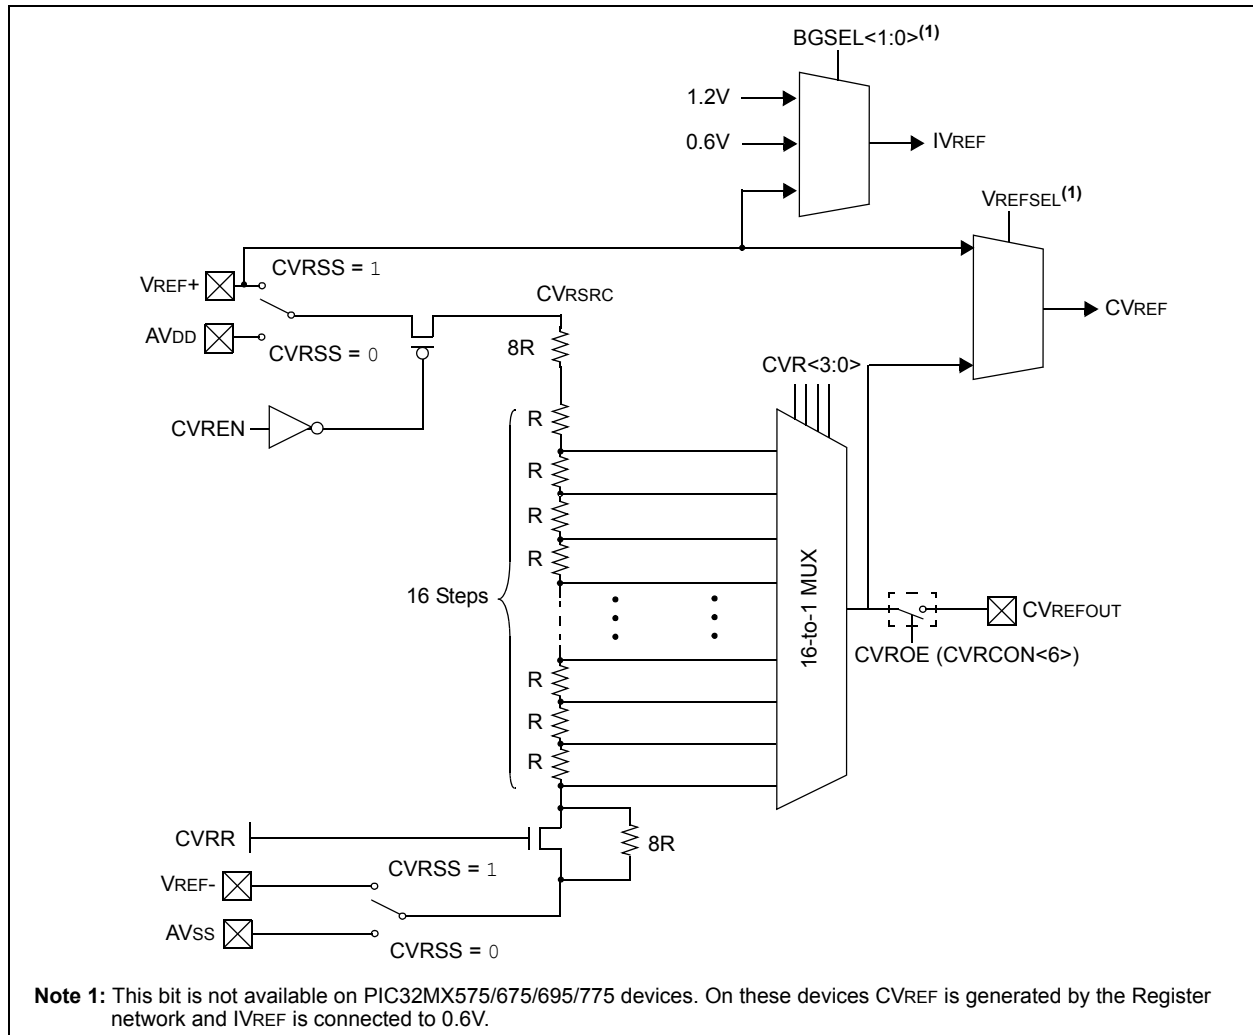 BGSEL<1:0>(1)
1.2V
0.6V
IVREF
VREFSEL(1)
CVRSS = 1
VREF+
CVRSRC
CVREF
AVDD
8R
CVRSS = 0
CVR<3:0>
CVREN
R
R
R
R
16 Steps
16-to-1 MUX
CVREFOUT
CVROE (CVRCON<6>)
R
R
R
CVRR
8R
CVRSS = 1
VREF-
AVSS
CVRSS = 0
Note 1: This bit is not available on PIC32MX575/675/695/775 devices. On these devices CVREF is generated by the Register
network and IVREF is connected to 0.6V.